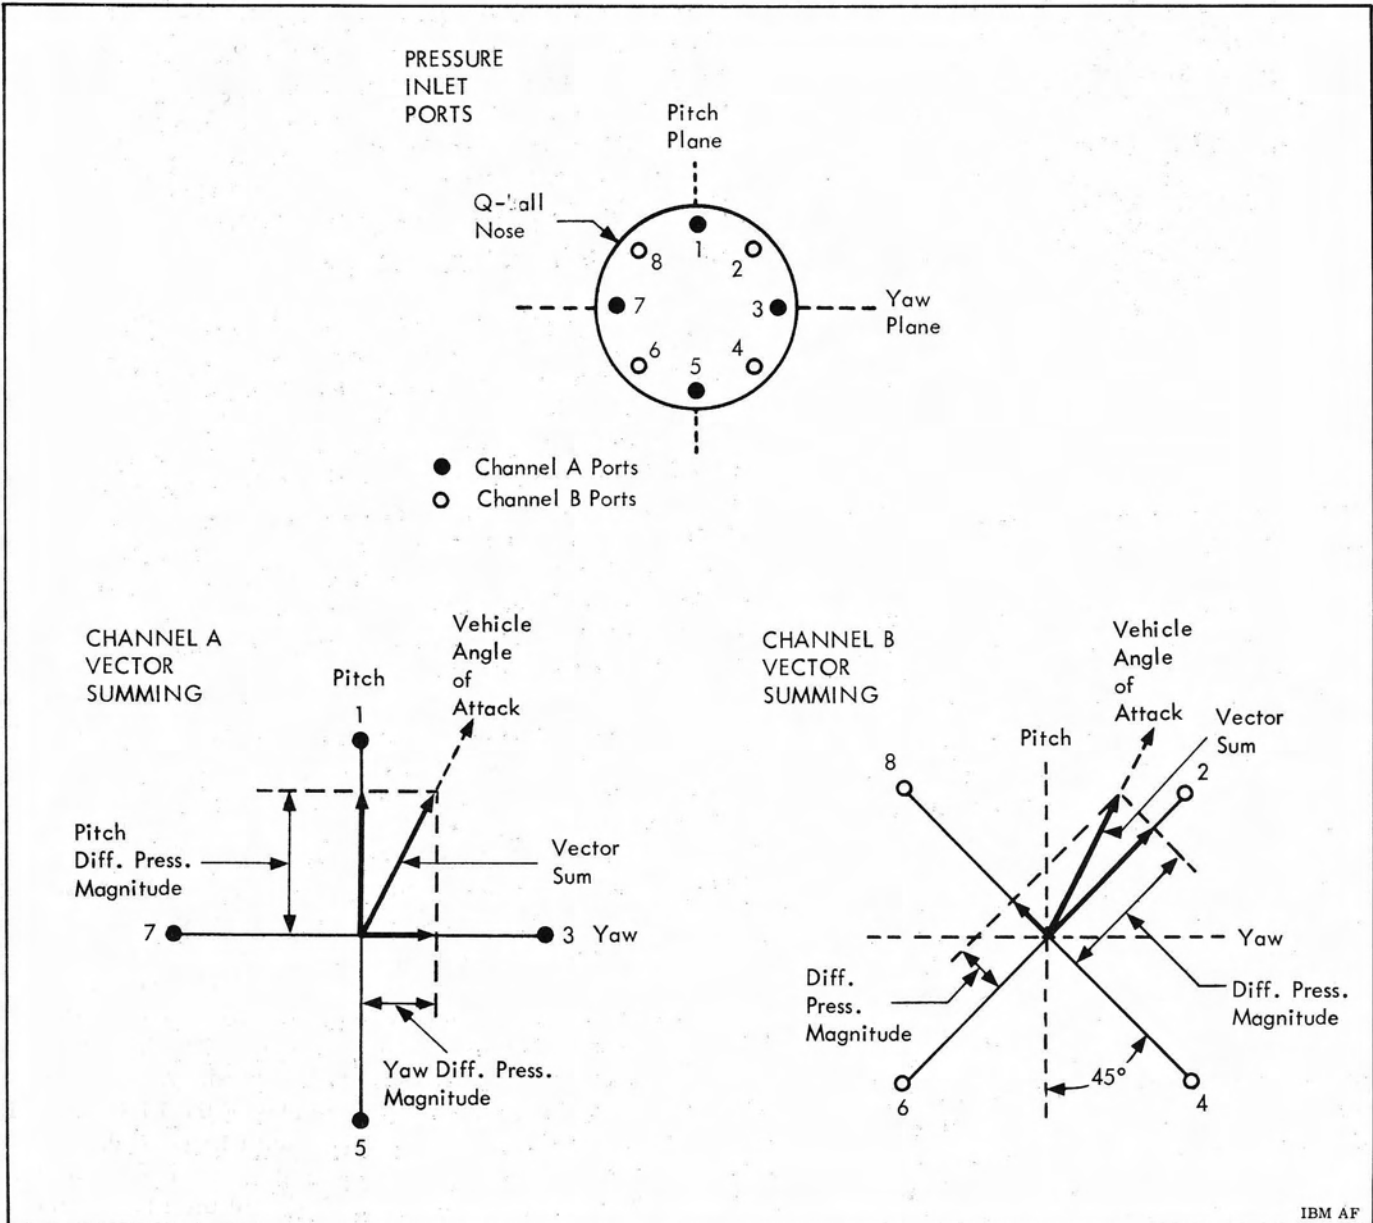 PRESSURE
INLET
PORTS
Pitch
Plane
Nose
1
2
3
4
5
6
7
8
Yaw
Plane
Channel A Ports
Channel B Ports
CHANNEL A
VECTOR
SUMMING
Pitch
1
Vehicle
Angle
of
Attack
Pitch
Diff. Press.
Magnitude
Vector
Sum
7
3 Yaw
Yaw Diff. Press.
Magnitude
5
CHANNEL B
VECTOR
SUMMING
Vehicle
Angle
of
Attack
Vector
Sum
Pitch
8
2
Yaw
Diff.
Press.
Magnitude
Diff. Press.
Magnitude
45°
6
4
IBM AF